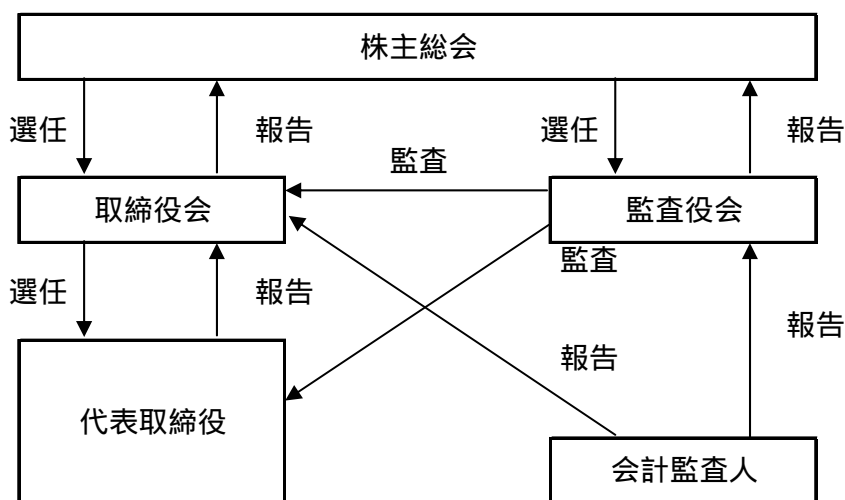 株主総会
選任
報告
選任
報告
監査
取締役会
監査役会
監査
選任
報告
報告
報告
代表取締役
会計監査人